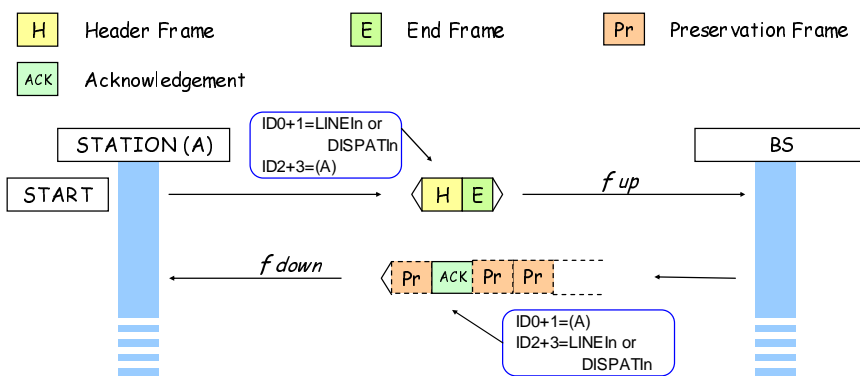 H Header Frame E End Frame Pr Preservation Frame
ACK Acknowledgement
ID0+1=LINEIn or
DISPATIn
ID2+3=(A)
STATION (A)
BS
START
H E
f up
f down
Pr ACK Pr Pr
ID0+1=(A)
ID2+3=LINEIn or
DISPATIn